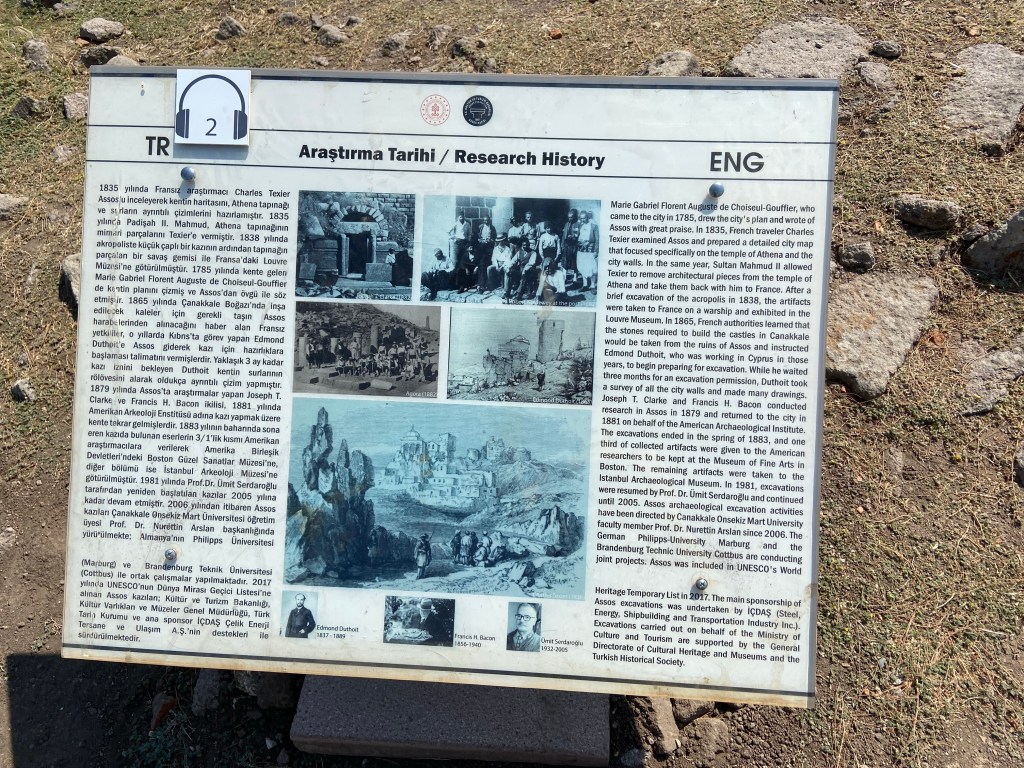 2
TR
Araştırma Tarihi / Research History
ENG
1835 yılında Fransız araştırmacı Charles Texier
Assos'u inceleyerek kentin haritasını, Athena tapınağı
ve surların ayrıntılı çizimlerini hazırlamıştır. 1835
yılında Padişah II. Mahmud, Athena tapınağının
mimari parçalarını Texier'e vermiştir. 1838 yılında
akropoliste küçük çaplı bir kazının ardından tapınağın
parçaları bir savaş gemisi ile Fransa'daki Louvre
Müzesi'ne götürülmüştür. 1785 yılında kente gelen
Marie Gabriel Florent Auguste de Choiseul-Gouffier
de kentin planını çizmiş ve Assos'dan övgü ile söz
etmiştir. 1865 yılında Çanakkale Boğazı'nda inşa
edilecek kaleler için gerekli taşın Assos
harabelerinden alınacağını haber alan Fransız
yetkililer, o yıllarda Kıbrıs'ta görev yapan Edmond
Duthoit'e Assos giderek kazı için hazırlıklara
başlaması talimatını vermişlerdir. Yaklaşık 3 ay kadar
kazı iznini bekleyen Duthoit kentin surlarının
rölövesini alarak oldukça ayrıntılı çizim yapmıştır.
1879 yılında Assos'ta araştırmalar yapan Joseph T.
Clarke ve Francis H. Bacon ikilisi, 1881 yılında
Amerikan Arkeoloji Enstitüsü adına kazı yapmak üzere
kente tekrar gelmişlerdir. 1883 yılının baharında sona
eren kazıda bulunan eserlerin 3/1'lik kısmı Amerikan
araştırmacılara verilerek Amerika Birleşik
Devletleri'ndeki Boston Güzel Sanatlar Müzesi'ne,
diğer bölümü ise İstanbul Arkeoloji Müzesi'ne
götürülmüştür. 1981 yılında Prof.Dr. Ümit Serdaroğlu
tarafından yeniden başlatılan kazılar 2005 yılına
kadar devam etmiştir. 2006 yılından itibaren Assos
kazıları Çanakkale Onsekiz Mart Üniversitesi öğretim
üyesi Prof. Dr. Nurettin Arslan başkanlığında
yürülmekte; Almanya'nın Philipps Üniversitesi
(Marburg) ve Brandenburg Teknik Üniversitesi
(Cottbus) ile ortak çalışmalar yapılmaktadır. 2017
yılında UNESCO'nun Dünya Mirası Geçici Listesi'ne
alınan Assos kazıları; Kültür ve Turizm Bakanlığı,
Kültür Varlıkları ve Müzeler Genel Müdürlüğü, Türk
Tarih Kurumu ve ana sponsor İÇDAŞ Çelik Enerji
Tersane ve Ulaşım A.Ş.'nin destekleri ile
sürdürülmektedir.
Agora (1882)
Edmond Duthoit
Edmond Duthoit
1837 - 1889
Francis H. Bacon
1856-1940
Ümit Serdaroğlu
1932-2005
Marie Gabriel Florent Auguste de Choiseul-Gouffier, who
came to the city in 1785, drew the city's plan and wrote of
Assos with great praise. In 1835, French traveler Charles
Texier examined Assos and prepared a detailed city map
that focused specifically on the temple of Athena and the
city walls. In the same year, Sultan Mahmud II allowed
Texier to remove architectural pieces from the temple of
Athena and take them back with him to France. After a
brief excavation of the acropolis in 1838, the artifacts
were taken to France on a warship and exhibited in the
Louvre Museum. In 1865, French authorities learned that
the stones required to build the castles in Canakkale
would be taken from the ruins of Assos and instructed
Edmond Duthoit, who was working in Cyprus in those
years, to begin preparing for excavation. While he waited
three months for an excavation permission, Duthoit took
a survey of all the city walls and made many drawings.
Joseph T. Clarke and Francis H. Bacon conducted
research in Assos in 1879 and returned to the city in
1881 on behalf of the American Archaeological Institute.
The excavations ended in the spring of 1883, and one
third of collected artifacts were given to the American
researchers to be kept at the Museum of Fine Arts in
Boston. The remaining artifacts were taken to the
Istanbul Archaeological Museum. In 1981, excavations
were resumed by Prof. Dr. Ümit Serdaroğlu and continued
until 2005. Assos archaeological excavation activities
have been directed by Canakkale Onsekiz Mart University
faculty member Prof. Dr. Nurettin Arslan since 2006. The
German Philipps-University Marburg and the
Brandenburg Technic University Cottbus are conducting
joint projects. Assos was included in UNESCO's World
Heritage Temporary List in 2017. The main sponsorship of
Assos excavations was undertaken by İÇDAŞ (Steel,
Energy, Shipbuilding and Transportation Industry Inc.).
Excavations carried out on behalf of the Ministry of
Culture and Tourism are supported by the General
Directorate of Cultural Heritage and Museums and the
Turkish Historical Society.